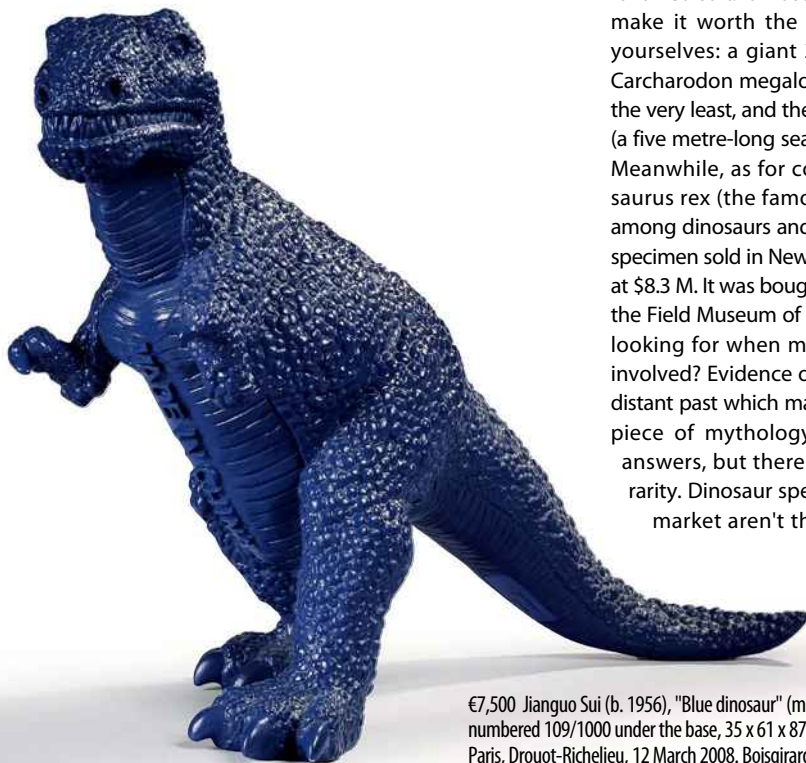 make it worth the
yourselves: a giant
Carcharodon megalo
the very least, and the
(a five metre-long sea
Meanwhile, as for co
saurus rex (the famo
among dinosaurs and
specimen sold in New
at $8.3 M. It was boug
the Field Museum of
looking for when m
involved? Evidence o
distant past which ma
piece of mythology
answers, but there
rarity. Dinosaur spe
market aren't th
MADE IN CHINA
€7,500 Jianguo Sui (b. 1956), "Blue dinosaur" (m
numbered 109/1000 under the base, 35 x 61 x 87
Paris, Drouot-Richelieu, 12 March 2008. Boisgirard